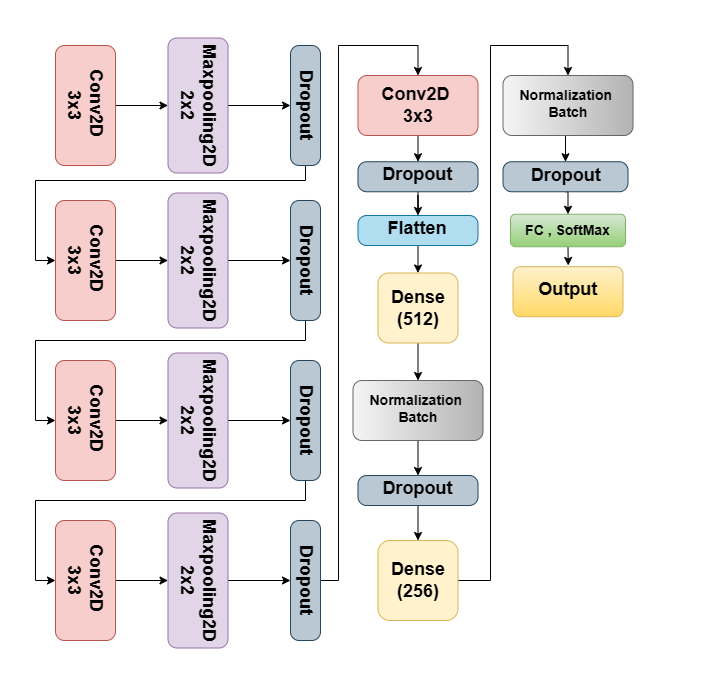 Conv2D
3x3
Maxpooling2D
2x2
Dropout
Conv2D
3x3
Maxpooling2D
2x2
Dropout
Conv2D
3x3
Maxpooling2D
2x2
Dropout
Conv2D
3x3
Maxpooling2D
2x2
Dropout
Conv2D
3x3
Dropout
Flatten
Dense
(512)
Normalization
Batch
Dropout
Dense
(256)
Normalization
Batch
Dropout
FC , SoftMax
Output